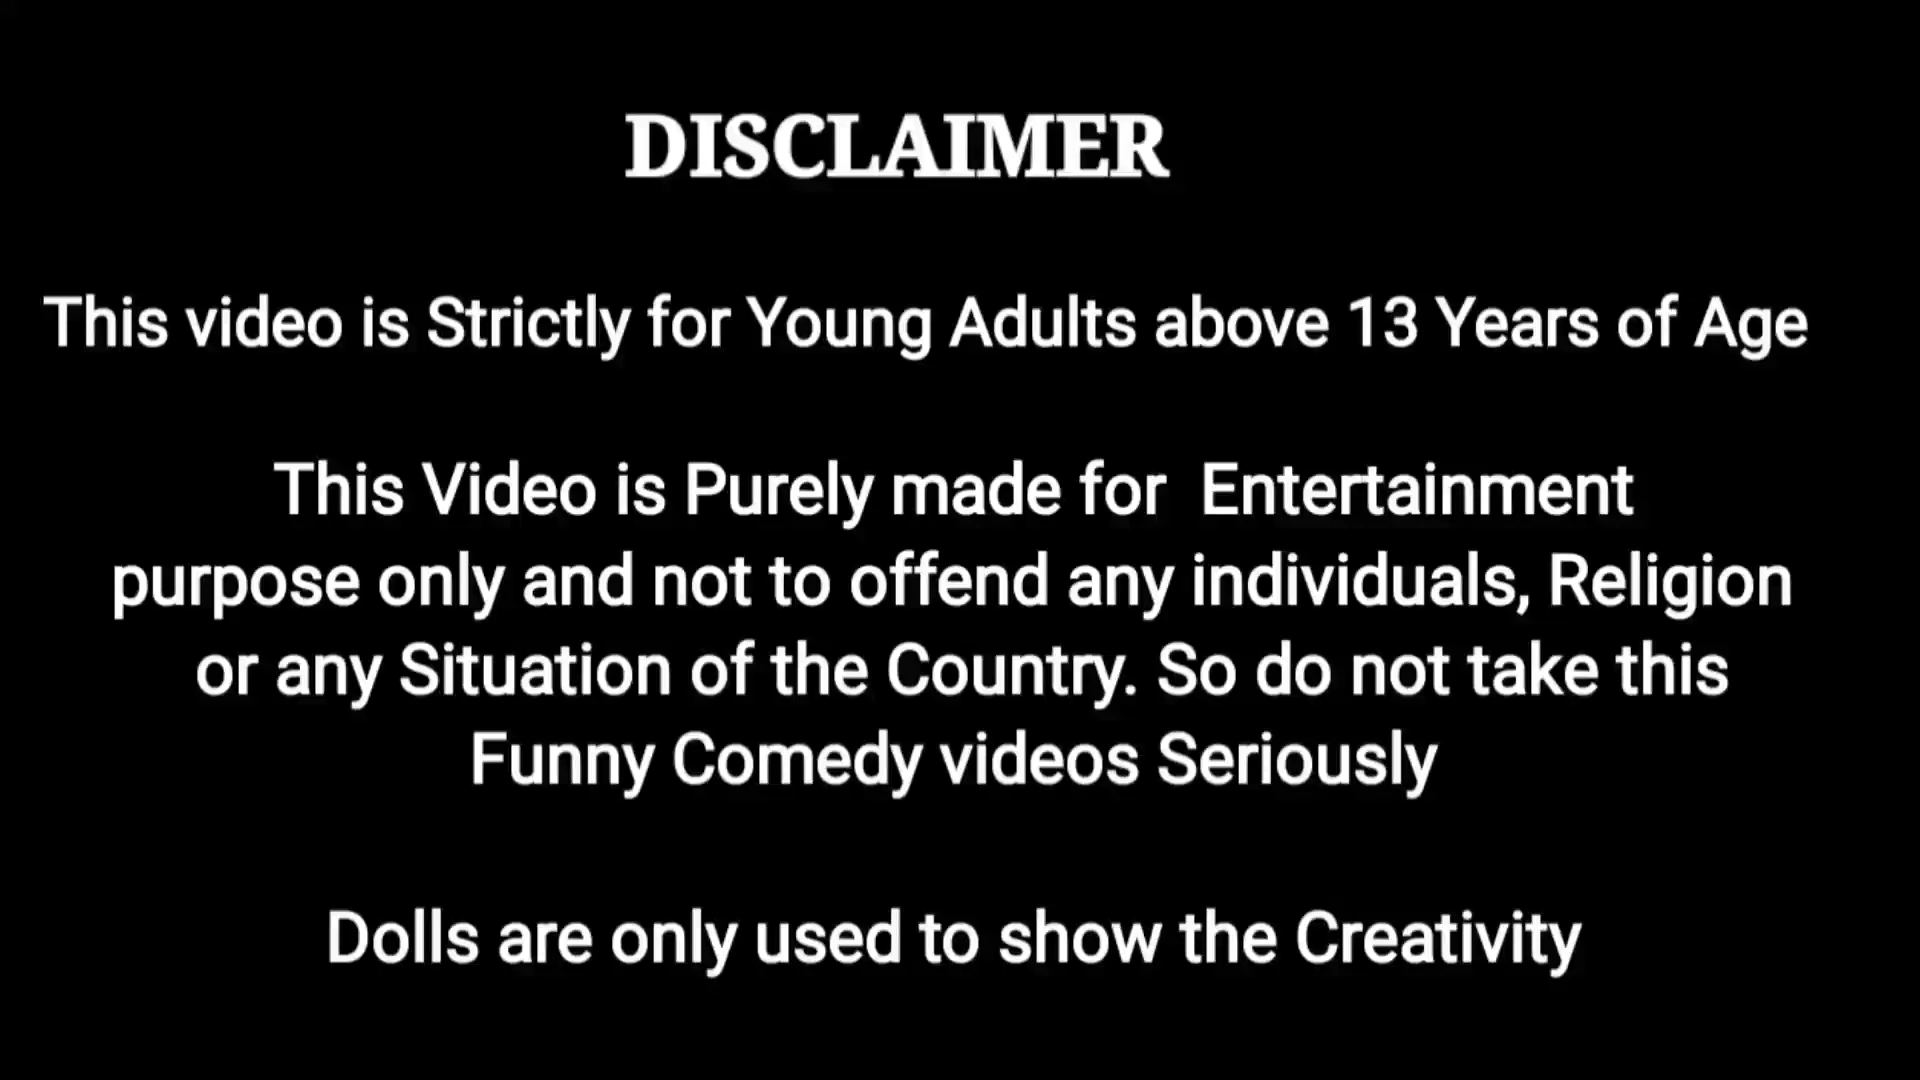 DISCLAIMER
This video is Strictly for Young Adults above 13 Years of Age
This Video is Purely made for  Entertainment
purpose only and not to offend any individuals, Religion
or any Situation of the Country. So do not take this
Funny Comedy videos Seriously
Dolls are only used to show the Creativity